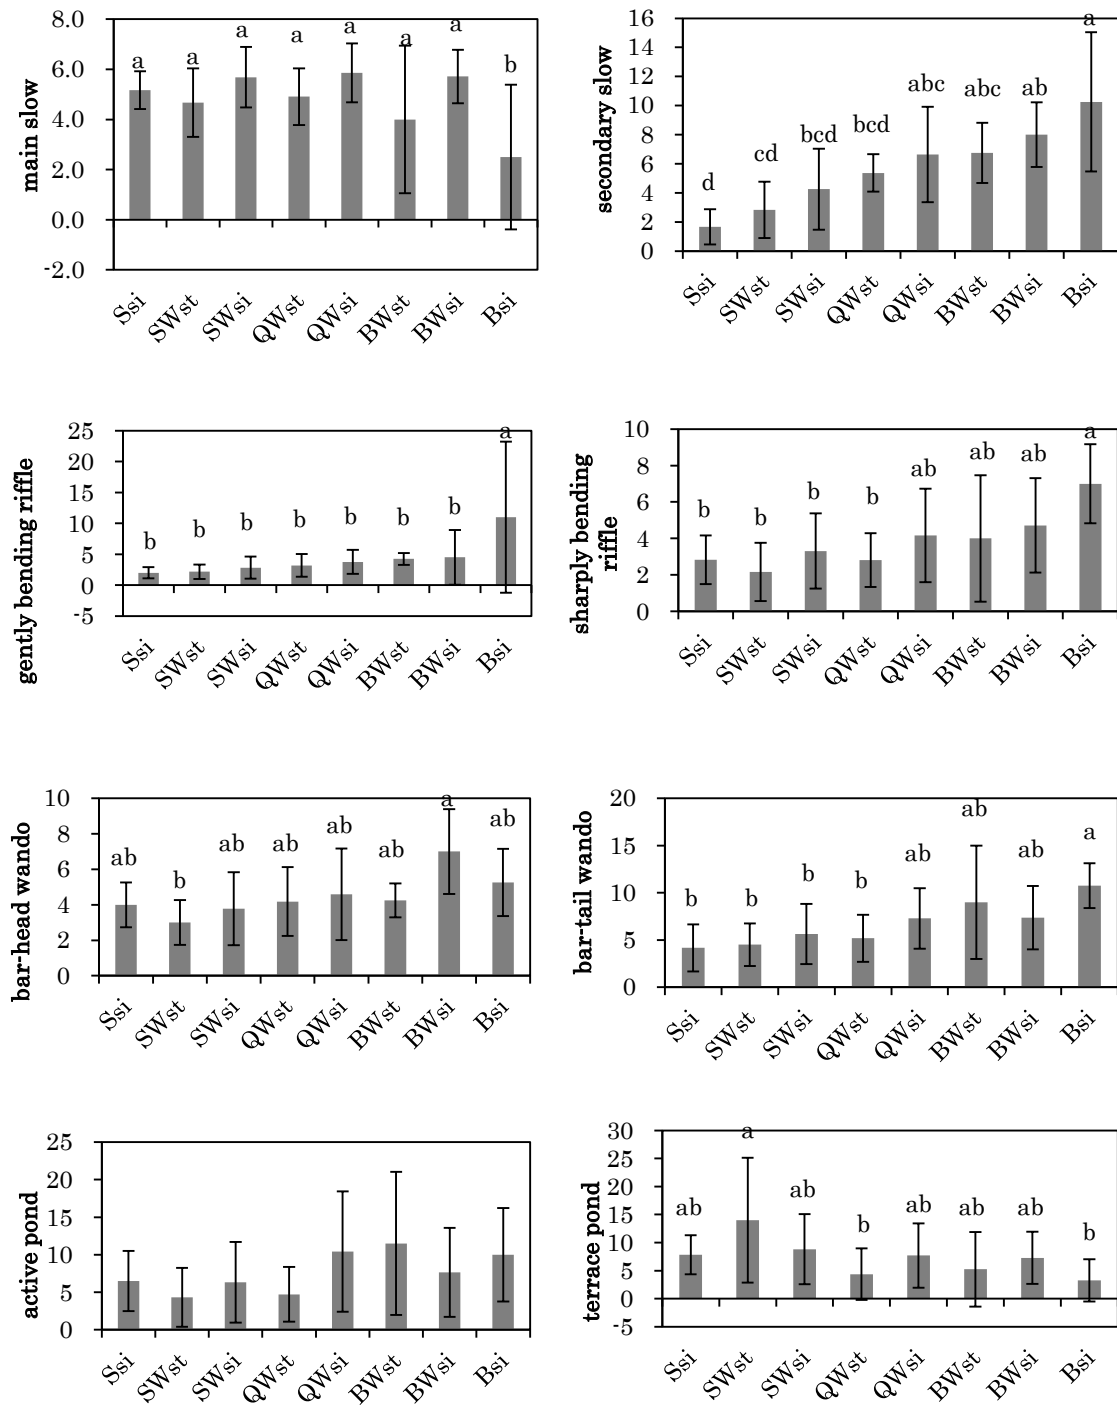 main slow
8.0
6.0
4.0
2.0
0.0
-2.0
a a a a a a a b
Ssi SWst SWsi QWst QWsi BWst BWsi Bsi
secondary slow
16
14
12
10
8
6
4
2
0
d cd bcd bcd abc abc ab a
Ssi SWst SWsi QWst QWsi BWst BWsi Bsi
gently bending riffle
25
20
15
10
5
0
-5
b b b b b b b a
Ssi SWst SWsi QWst QWsi BWst BWsi Bsi
sharply bending
riffle
10
8
6
4
2
0
b b b b ab ab ab a
Ssi SWst SWsi QWst QWsi BWst BWsi Bsi
bar-head wando
10
8
6
4
2
0
ab b ab ab ab ab a ab
Ssi SWst SWsi QWst QWsi BWst BWsi Bsi
bar-tail wando
20
15
10
5
0
b b b b ab ab ab a
Ssi SWst SWsi QWst QWsi BWst BWsi Bsi
active pond
25
20
15
10
5
0
Ssi SWst SWsi QWst QWsi BWst BWsi Bsi
terrace pond
30
25
20
15
10
5
0
-5
ab a ab b ab ab ab b
Ssi SWst SWsi QWst QWsi BWst BWsi Bsi